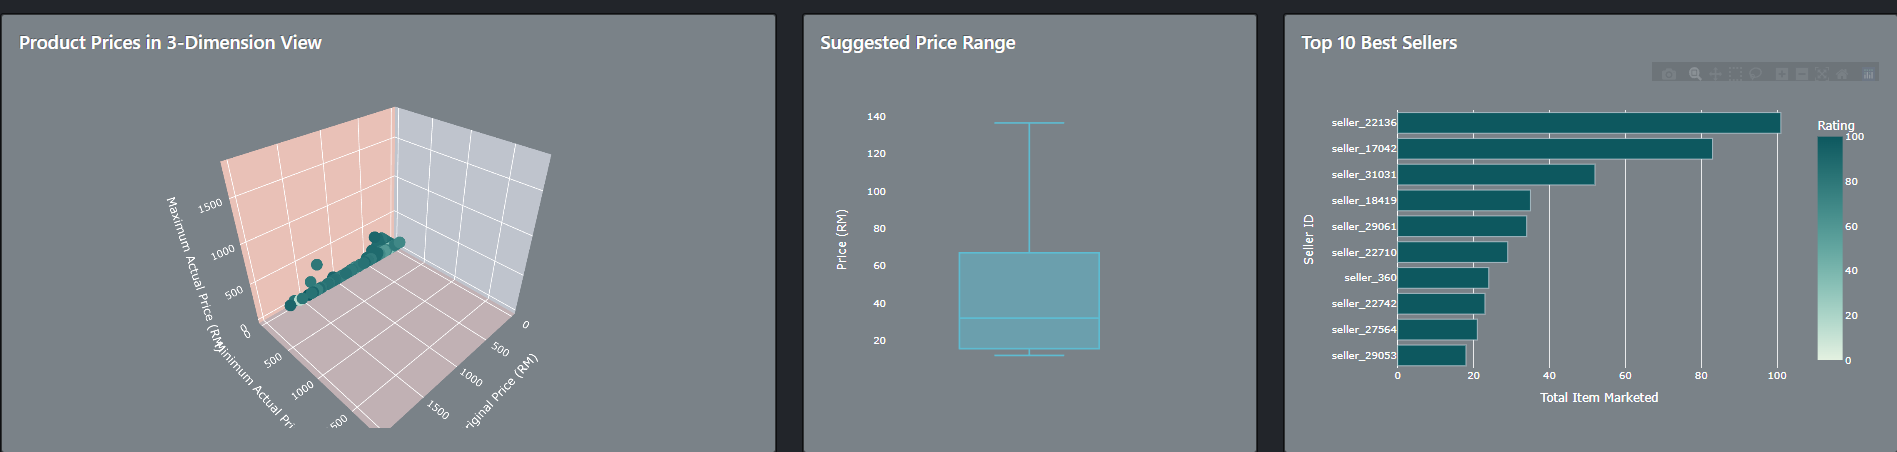 Product Prices in 3-Dimension View
Maximum Actual Price (RM)
1500
1000
500
0
0
500
1000
500
Minimum Actual Pri
0
500
1000
1500
riginal Price (RM)
Suggested Price Range
Price (RM)
140
120
100
80
60
40
20
Top 10 Best Sellers
Seller ID
seller_22136
seller_17042
seller_31031
seller_18419
seller_29061
seller_22710
seller_360
seller_22742
seller_27564
seller_29053
0 20 40 60 80 100
Total Item Marketed
Rating
100
80
60
40
20
0